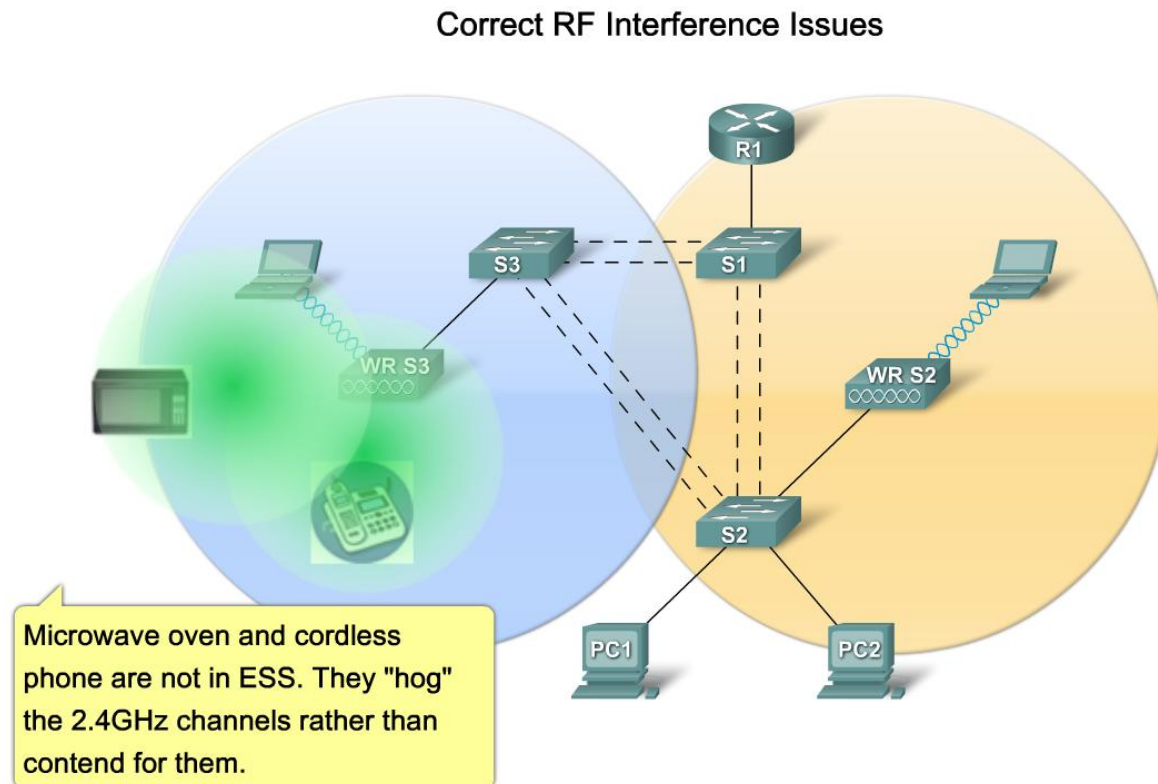 Correct RF Interference Issues
R1
S3
S1
WR S3
WR S2
S2
PC1
PC2
Microwave oven and cordless
phone are not in ESS. They "hog"
the 2.4GHz channels rather than
contend for them.